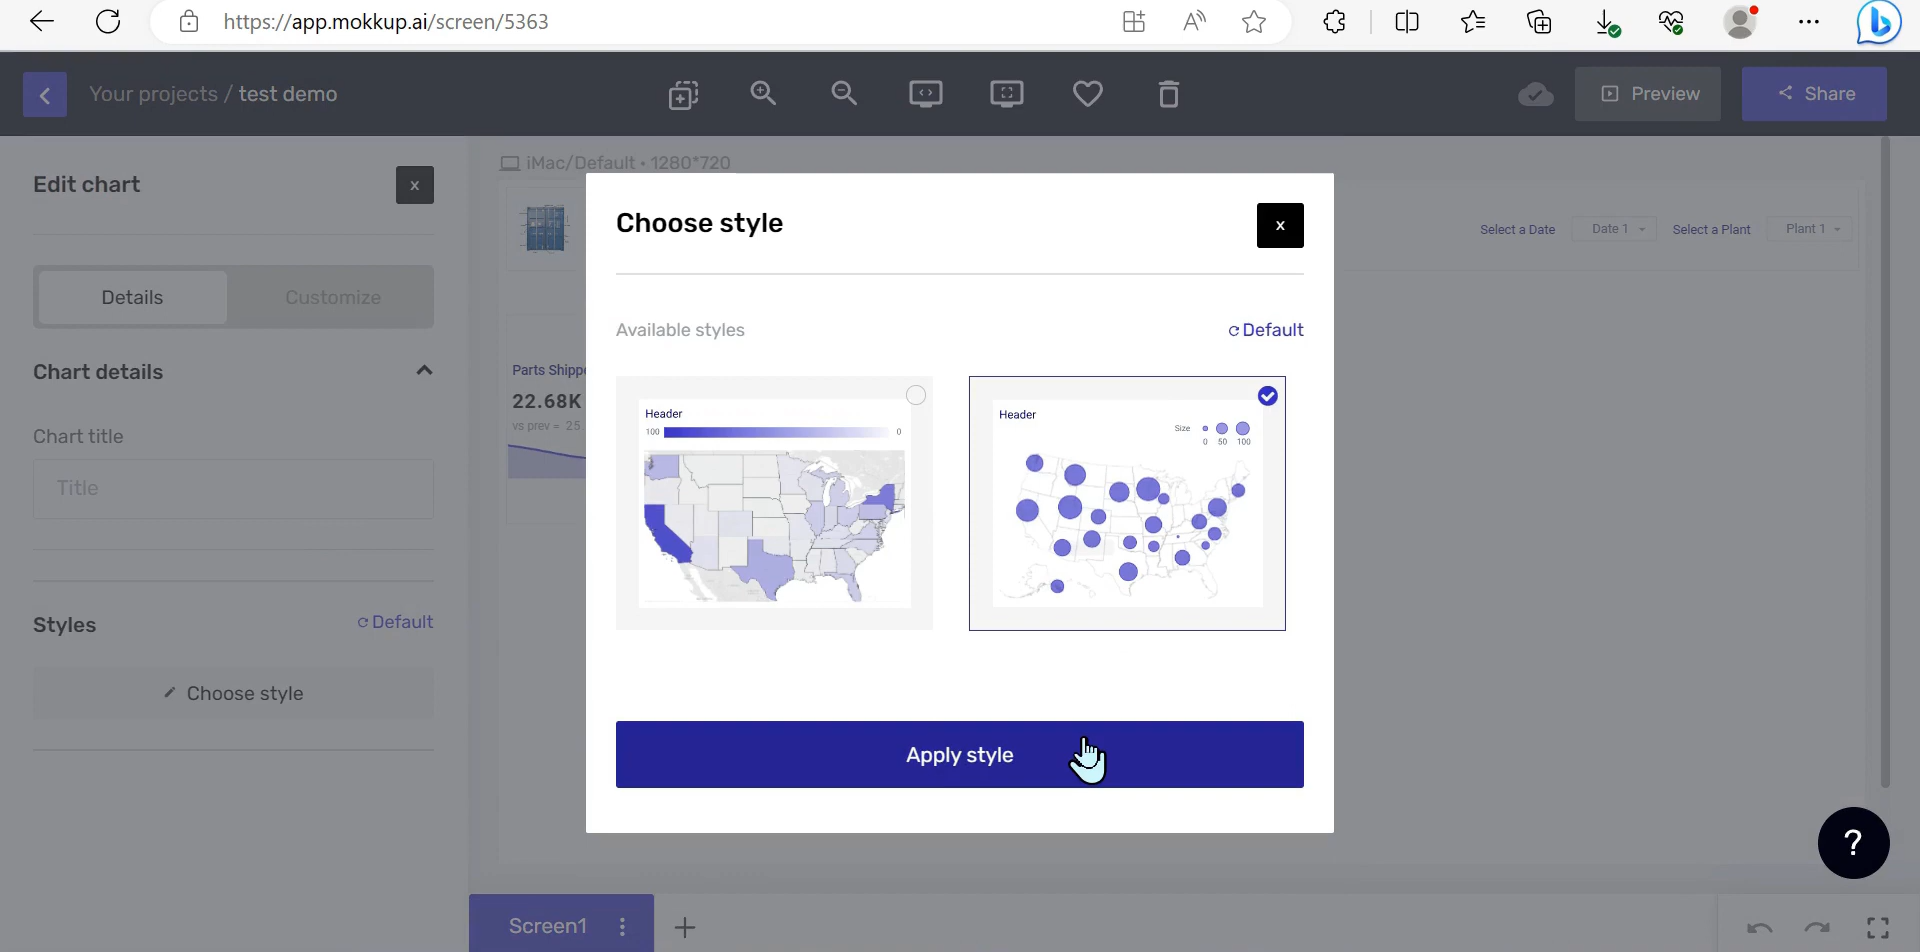 https://app.mokkup.ai/screen/5363
Your projects / test demo
Preview
Share
Edit chart
x
iMac/Default • 1280*720
Details
Customize
Chart details
Chart title
Title
Styles
Default
Choose style
Parts Shippe
22.68K
vs prev = 25.
Select a Date
Date 1
Select a Plant
Plant 1
Choose style
x
Available styles
Default
Header
100
0
Header
Size
0 50 100
Apply style
?
Screen1